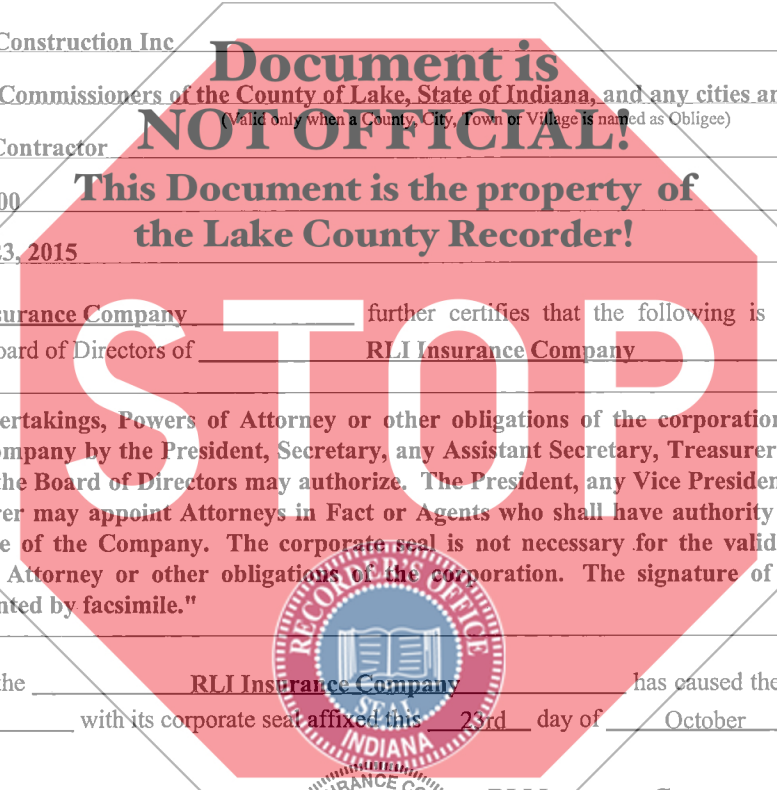 Construction Inc
Document is
Commissioners of the County of Lake, State of Indiana, and any cities an
(Valid only when a County, City, Town or Village is named as Obligee)
NOT OFFICIAL!
Contractor
This Document is the property of
00
the Lake County Recorder!
23, 2015
STOP
surance Company further certifies that the following is
oard of Directors of RLI Insurance Company
ertakings, Powers of Attorney or other obligations of the corporation
ompany by the President, Secretary, any Assistant Secretary, Treasurer
the Board of Directors may authorize. The President, any Vice Presiden
rer may appoint Attorneys in Fact or Agents who shall have authority
e of the Company. The corporate seal is not necessary for the valid
Attorney or other obligations of the corporation. The signature of
nted by facsimile."
RECORDER'S OFFICE
SEAL
INDIANA
the RLI Insurance Company has caused the
with its corporate seal affixed this 23rd day of October